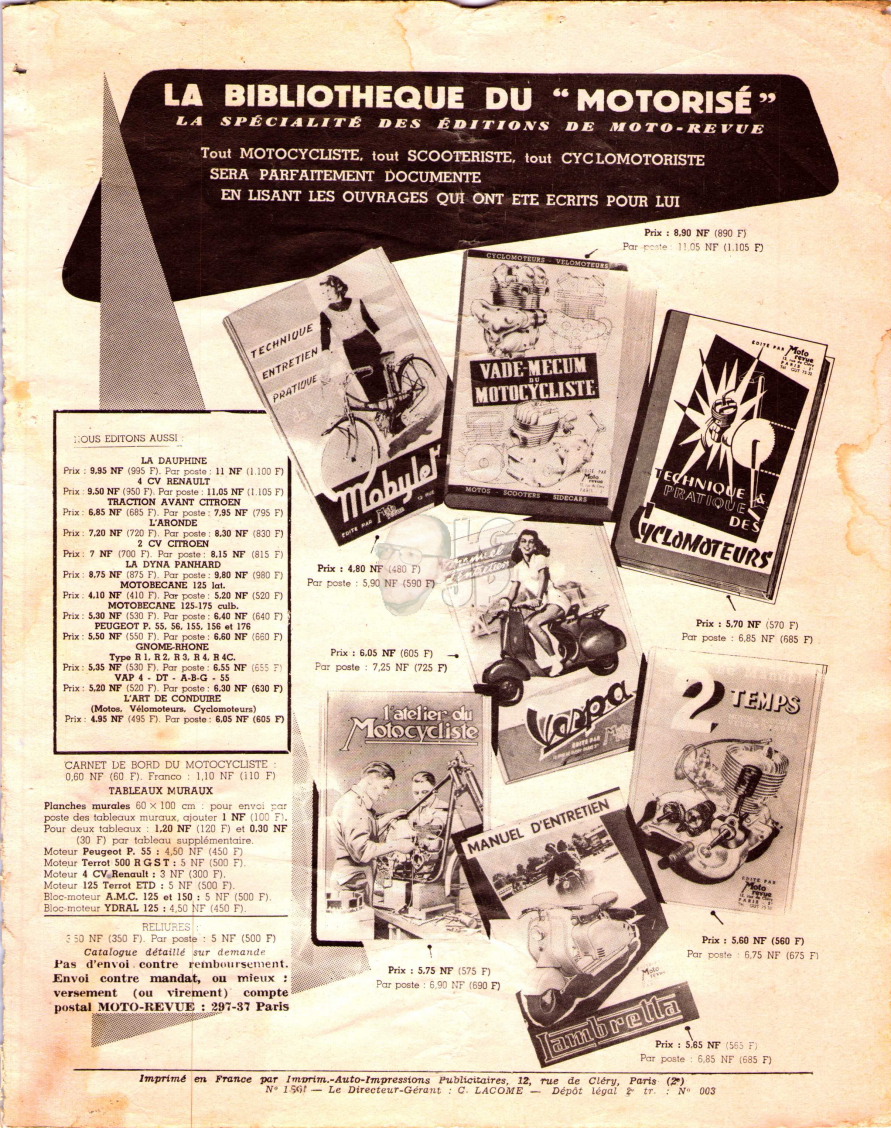 LA BIBLIOTHEQUE DU “ MOTORISÉ ”
LA SPÉCIALITÉ DES ÉDITIONS DE MOTO-REVUE
Tout MOTOCYCLISTE, tout SCOOTERISTE, tout CYCLOMOTORISTE
SERA PARFAITEMENT DOCUMENTE
EN LISANT LES OUVRAGES QUI ONT ETE ECRITS POUR LUI
Prix : 8,90 NF (890 F)
Par poste : 11,05 NF (1.105 F)
TECHNIQUE
ENTRETIEN
PRATIQUE
Mobylet
EDITE PAR Moto
CYCLOMOTEURS - VELOMOTEURS
VADE-MECUM
DU
MOTOCYCLISTE
EDITE PAR
Moto
revue
MOTOS - SCOOTERS - SIDECARS
EDITE PAR Moto
revue
TECHNIQUE &
PRATIQUE
DES
CYCLOMOTEURS
Prix : 4.80 NF (480 F)
Par poste : 5,90 NF (590 F)
JLG
Prix : 5,70 NF (570)
Par poste : 6,85 NF (685 F)
Manuel
d'entretien
Vespa
EDITE PAR
Prix : 6.05 NF (605 F)
Par poste : 7,25 NF (725 F)
l'atelier du
Motocycliste
2 TEMPS
EDITE PAR
Moto
revue
MANUEL D'ENTRETIEN
Moto
Lambretta
Prix : 5.60 NF (560 F)
Par poste : 6,75 NF (675 F)
Prix : 5,75 NF (575 F)
Par poste : 6,90 NF (690 F)
Prix : 5.65 NF (565 F)
Par poste : 6,85 NF (685 F)
NOUS EDITONS AUSSI :
LA DAUPHINE
Prix : 9.95 NF (995 F). Par poste : 11 NF (1.100 F)
4 CV RENAULT
Prix : 9.50 NF (950 F). Par poste : 11.05 NF (1.105 F)
TRACTION AVANT CITROEN
Prix : 6.85 NF (685 F). Par poste : 7.95 NF (795 F)
L'ARONDE
Prix : 7,20 NF (720 F). Par poste : 8.30 NF (830 F)
2 CV CITROEN
Prix : 7 NF (700 F). Par poste : 8.15 NF (815 F)
LA DYNA PANHARD
Prix : 8.75 NF (875 F). Par poste : 9.80 NF (980 F)
MOTOBECANE 125 lat.
Prix : 4.10 NF (410 F). Par poste : 5.20 NF (520 F)
MOTOBECANE 125-175 culb.
Prix : 5.30 NF (530 F). Par poste : 6.40 NF (640 F)
PEUGEOT P. 55, 56, 155, 156 et 176
Prix : 5.50 NF (550 F). Par poste : 6.60 NF (660 F)
GNOME-RHONE
Type R 1, R 2, R 3, R 4, R 4C.
Prix : 5,35 NF (530 F). Par poste : 6.55 NF (655 F)
VAP 4 - DT - A-B-G - 55
Prix : 5,20 NF (520 F). Par poste : 6.30 NF (630 F)
L'ART DE CONDUIRE
(Motos, Vélomoteurs, Cyclomoteurs)
Prix : 4.95 NF (495 F). Par poste : 6.05 NF (605 F)
CARNET DE BORD DU MOTOCYCLISTE :
0,60 NF (60 F). Franco : 1,10 NF (110 F)
TABLEAUX MURAUX
Planches murales 60 × 100 cm : pour envoi par
poste des tableaux muraux, ajouter 1 NF (100 F).
Pour deux tableaux : 1.20 NF (120 F) et 0.30 NF
(30 F) par tableau supplémentaire.
Moteur Peugeot P. 55 : 4,50 NF (450 F).
Moteur Terrot 500 R G S T : 5 NF (500 F).
Moteur 4 CV Renault : 3 NF (300 F).
Moteur 125 Terrot ETD : 5 NF (500 F).
Bloc-moteur A.M.C. 125 et 150 : 5 NF (500 F).
Bloc-moteur YDRAL 125 : 4,50 NF (450 F).
RELIURES :
3.50 NF (350 F). Par poste : 5 NF (500 F)
Catalogue détaillé sur demande
Pas d'envoi contre remboursement.
Envoi contre mandat, ou mieux :
versement (ou virement) compte
postal MOTO-REVUE : 297-37 Paris
Imprimé en France par Imprim.-Auto-Impressions Publicitaires, 12, rue de Cléry, Paris (2e)
Le Directeur-Gérant : C. LACOME — Dépôt légal 2e tr. : N° 003